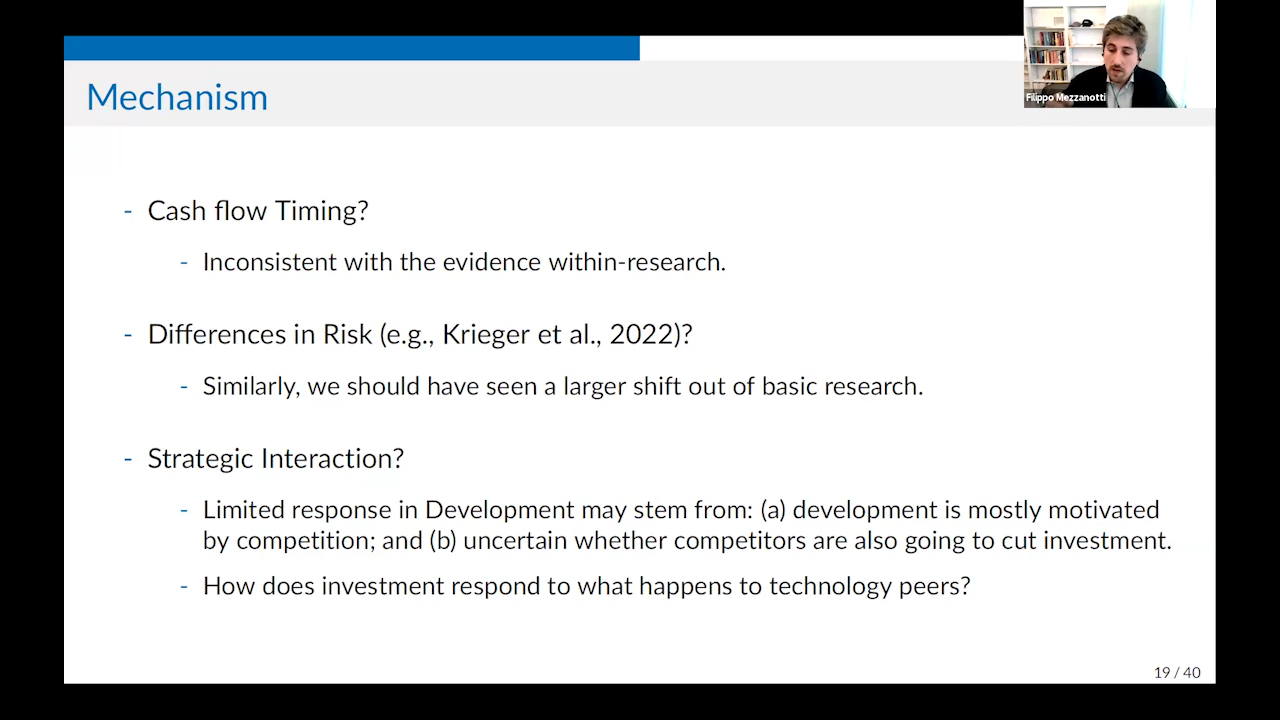 Filippo Mezzanotti
Mechanism
- Cash flow Timing?
- Inconsistent with the evidence within-research.
- Differences in Risk (e.g., Krieger et al., 2022)?
- Similarly, we should have seen a larger shift out of basic research.
- Strategic Interaction?
- Limited response in Development may stem from: (a) development is mostly motivated
by competition; and (b) uncertain whether competitors are also going to cut investment.
- How does investment respond to what happens to technology peers?
19 / 40